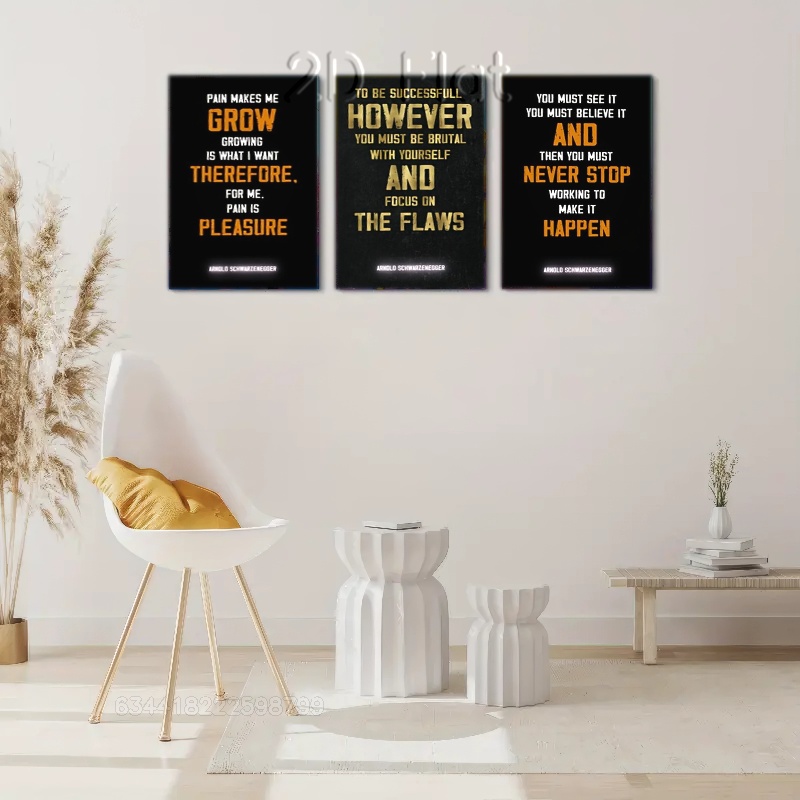 2D Flat
PAIN MAKES ME
GROW
GROWING
IS WHAT I WANT
THEREFORE.
FOR ME.
PAIN IS
PLEASURE
ARNOLD SCHWARZENEGGER
TO BE SUCCESSFULL
HOWEVER
YOU MUST BE BRUTAL
WITH YOURSELF
AND
FOCUS ON
THE FLAWS
ARNOLD SCHWARZENEGGER
YOU MUST SEE IT
YOU MUST BELIEVE IT
AND
THEN YOU MUST
NEVER STOP
WORKING TO
MAKE IT
HAPPEN
ARNOLD SCHWARZENEGGER
634418222598799